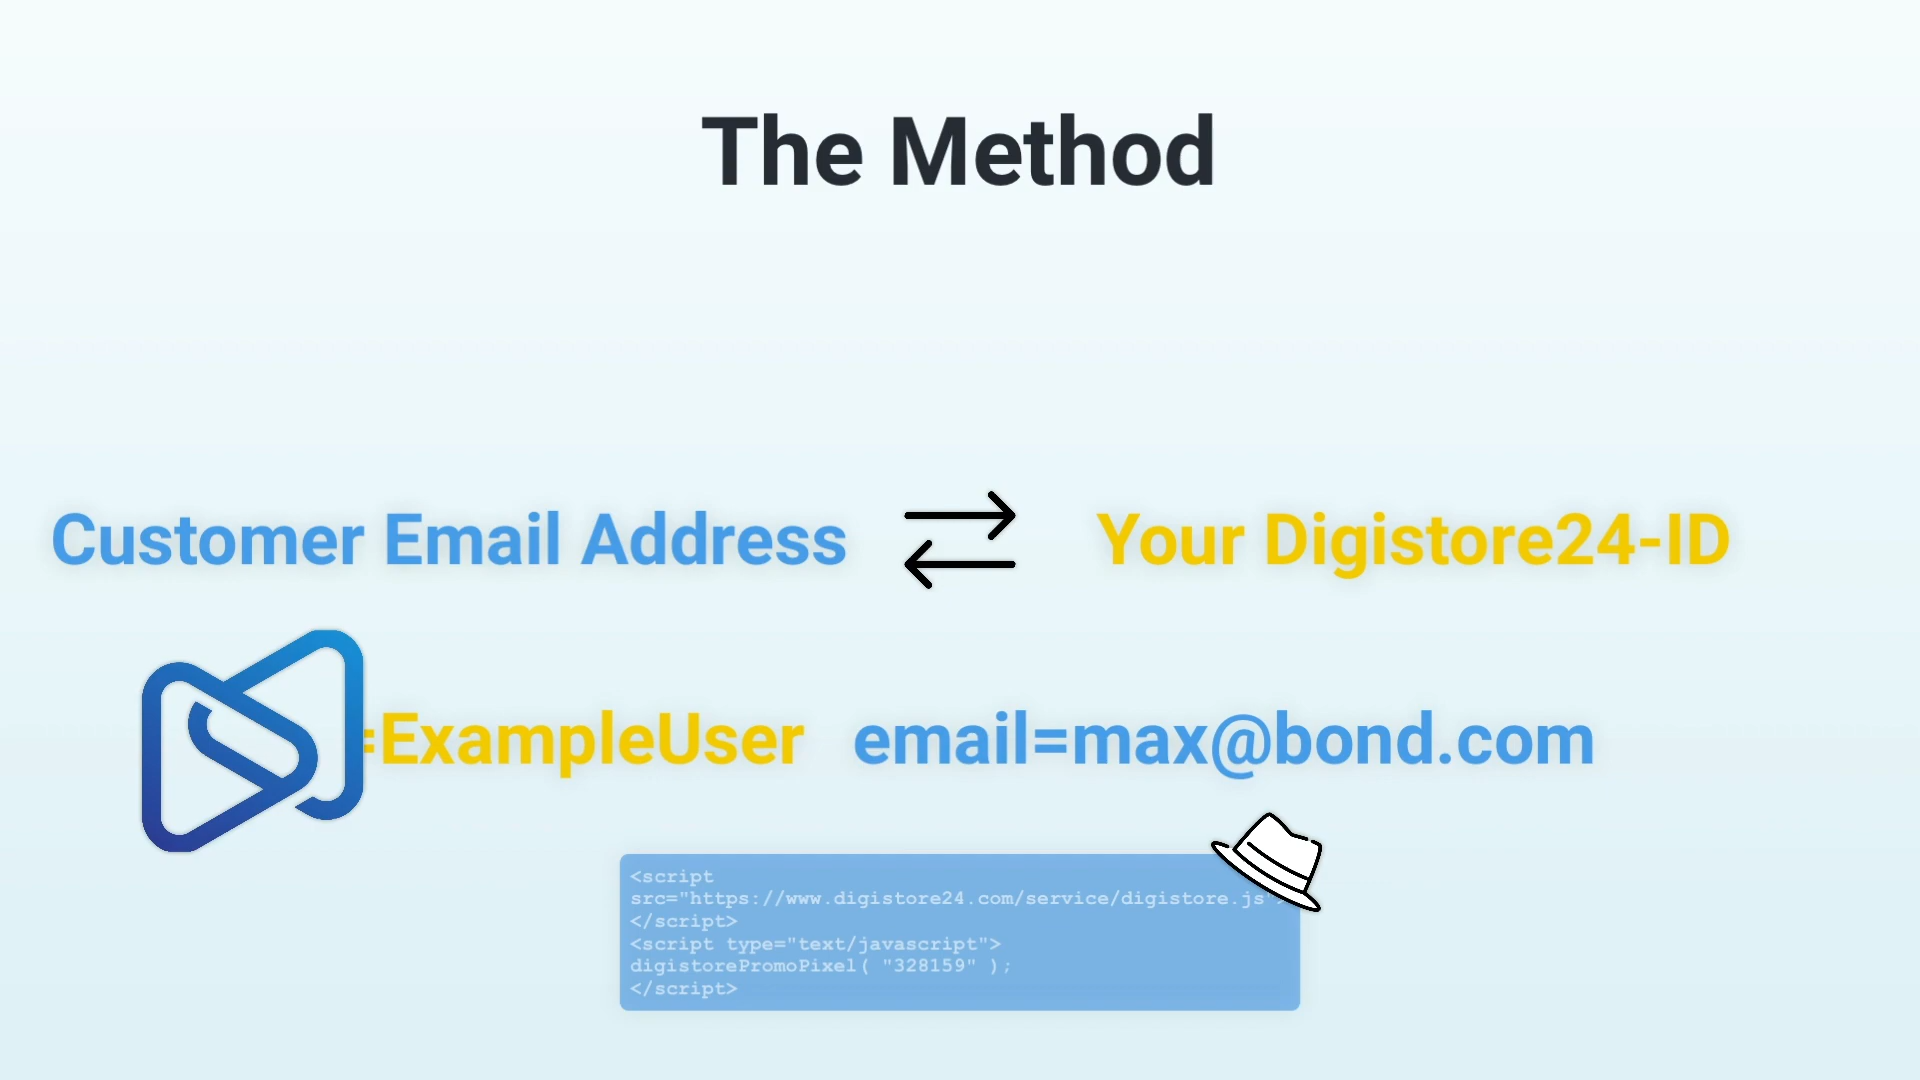 The Method
Customer Email Address
Your Digistore24-ID
=ExampleUser email=max@bond.com
<script
src="https://www.digistore24.com/service/digistore.js">
</script>
<script type="text/javascript">
digistorePromoPixel( "328159" );
</script>